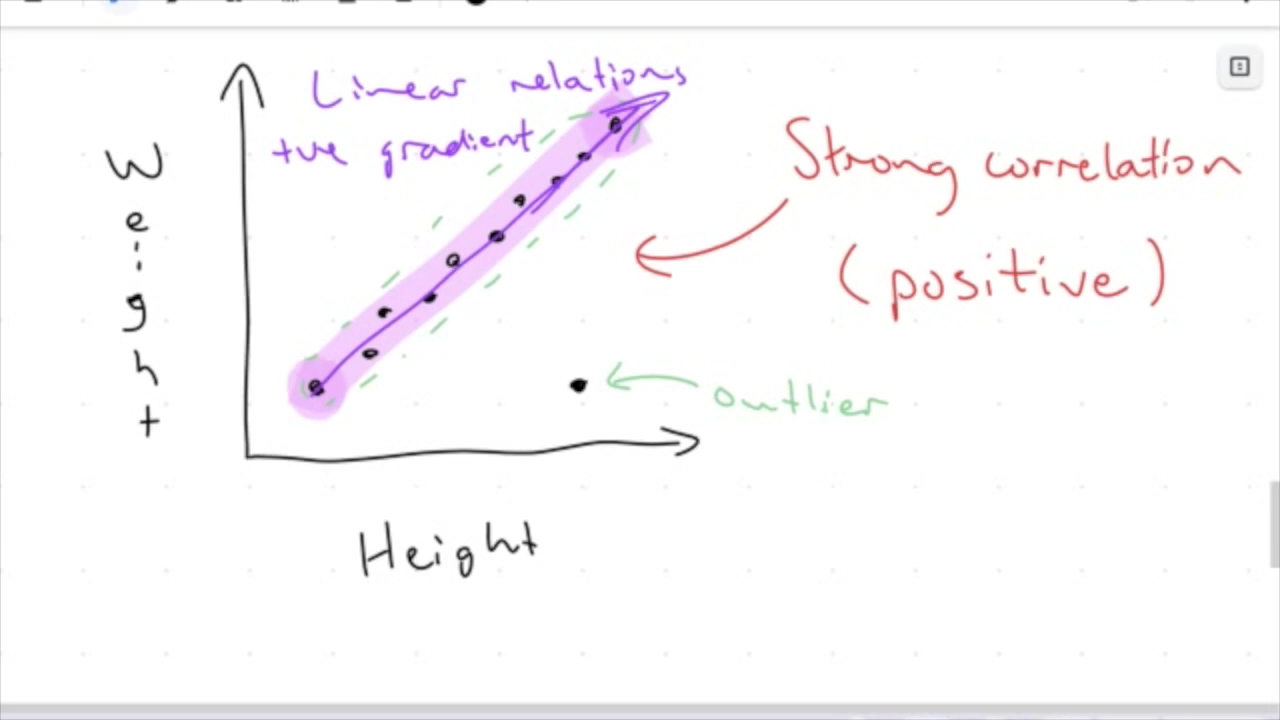 Linear relations
+ve gradient
Weight
Strong correlation
(positive)
outlier
Height